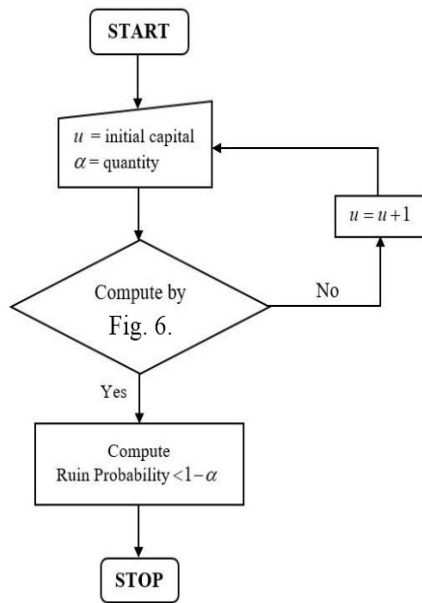 START
u = initial capital
α = quantity
u = u+1
Compute by
Fig. 6.
No
Yes
Compute
Ruin Probability <1−α
STOP